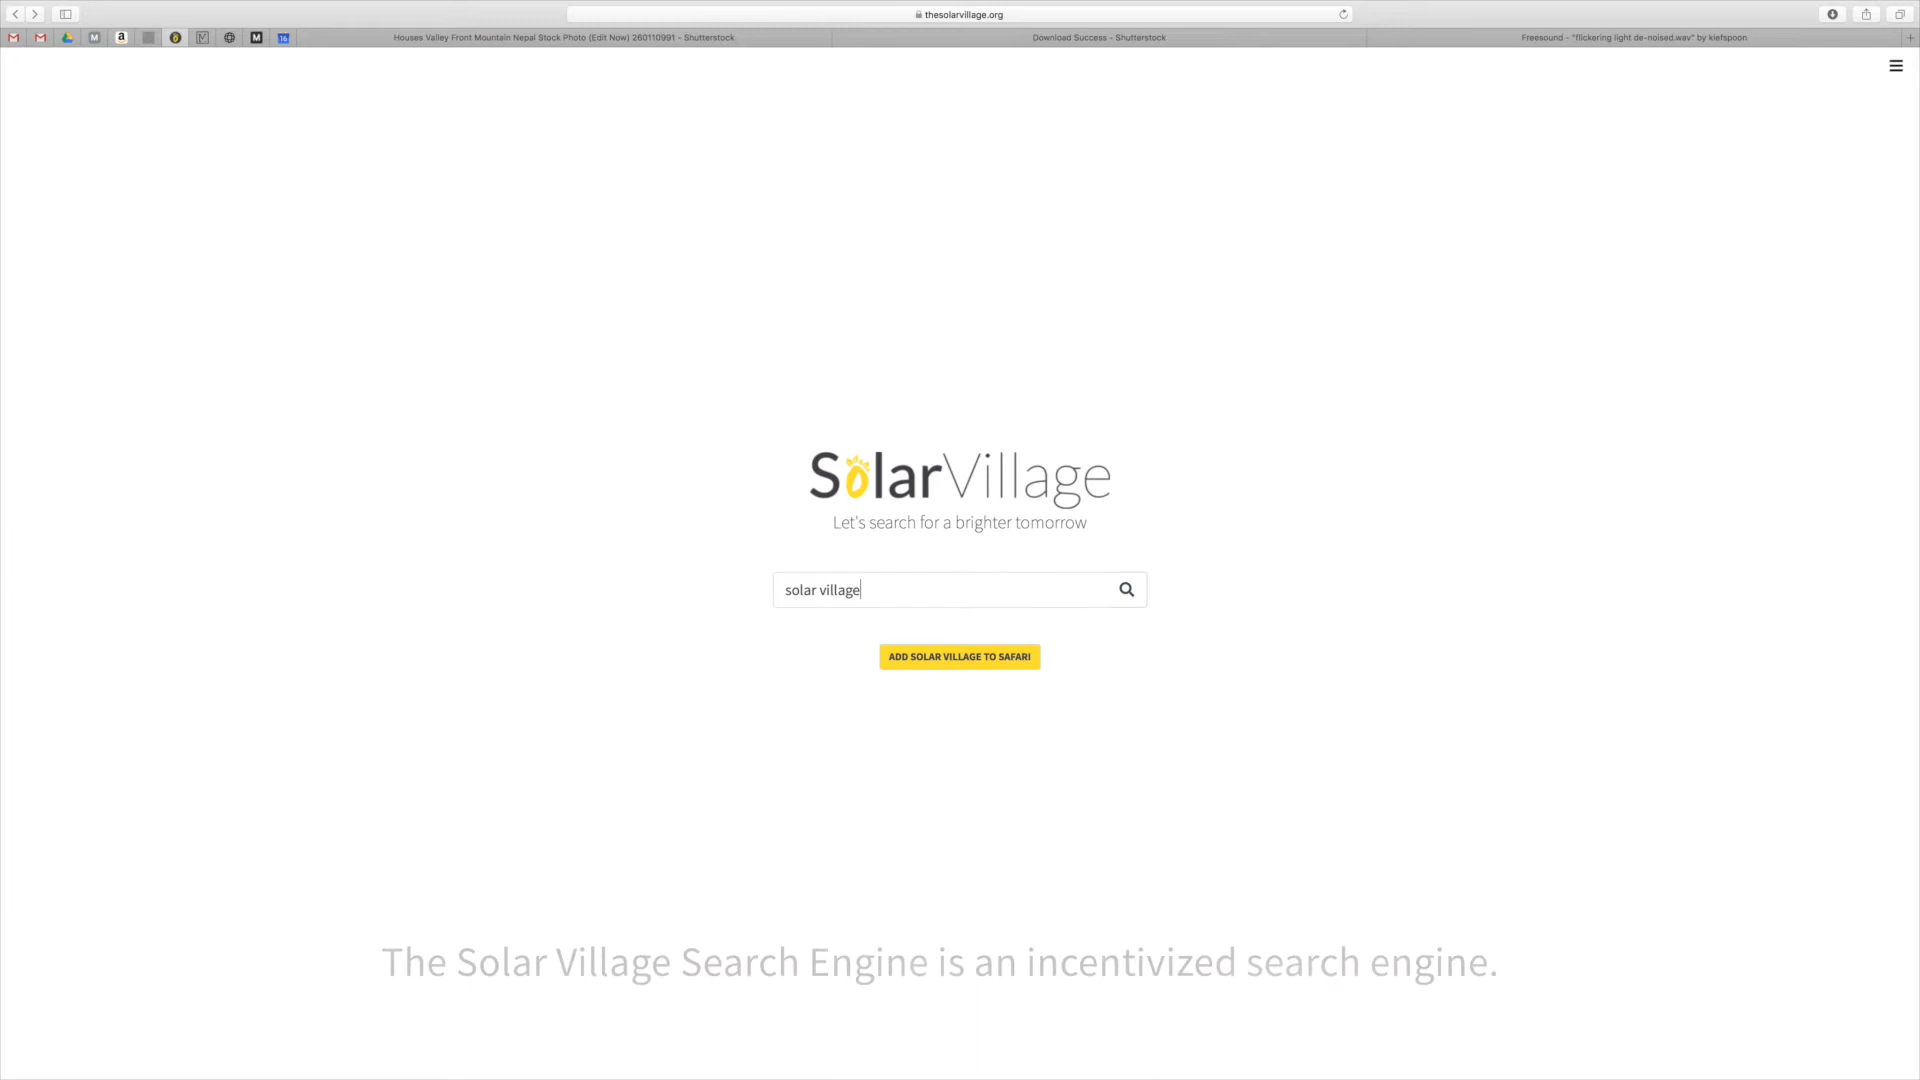 thesolarvillage.org
M
a
M
M
16
Houses Valley Front Mountain Nepal Stock Photo (Edit Now) 260110991 - Shutterstock
Download Success - Shutterstock
Freesound - "flickering light de-noised.wav" by kiefspoon
SolarVillage
Let's search for a brighter tomorrow
solar village
ADD SOLAR VILLAGE TO SAFARI
The Solar Village Search Engine is an incentivized search engine.